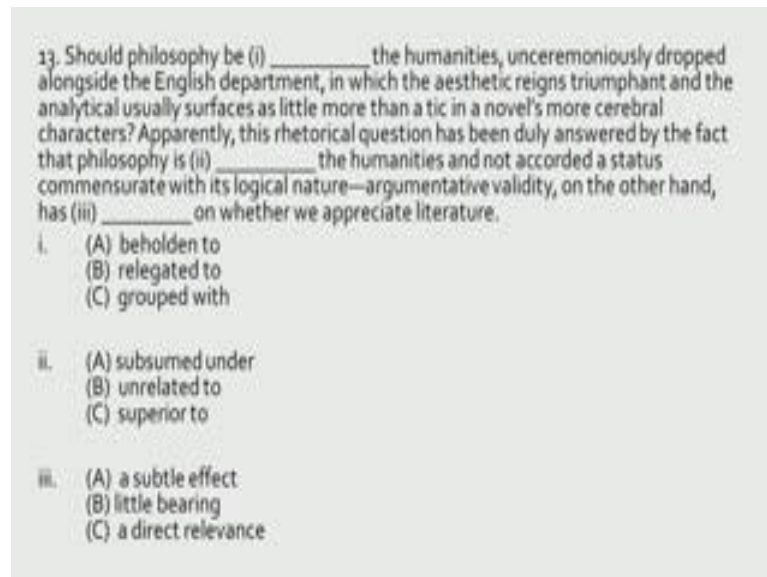 13. Should philosophy be (i) __________ the humanities, unceremoniously dropped
alongside the English department, in which the aesthetic reigns triumphant and the
analytical usually surfaces as little more than a tic in a novel's more cerebral
characters? Apparently, this rhetorical question has been duly answered by the fact
that philosophy is (ii) __________ the humanities and not accorded a status
commensurate with its logical nature—argumentative validity, on the other hand,
has (iii) __________ on whether we appreciate literature.
i. (A) beholden to
(B) relegated to
(C) grouped with
ii. (A) subsumed under
(B) unrelated to
(C) superior to
iii. (A) a subtle effect
(B) little bearing
(C) a direct relevance